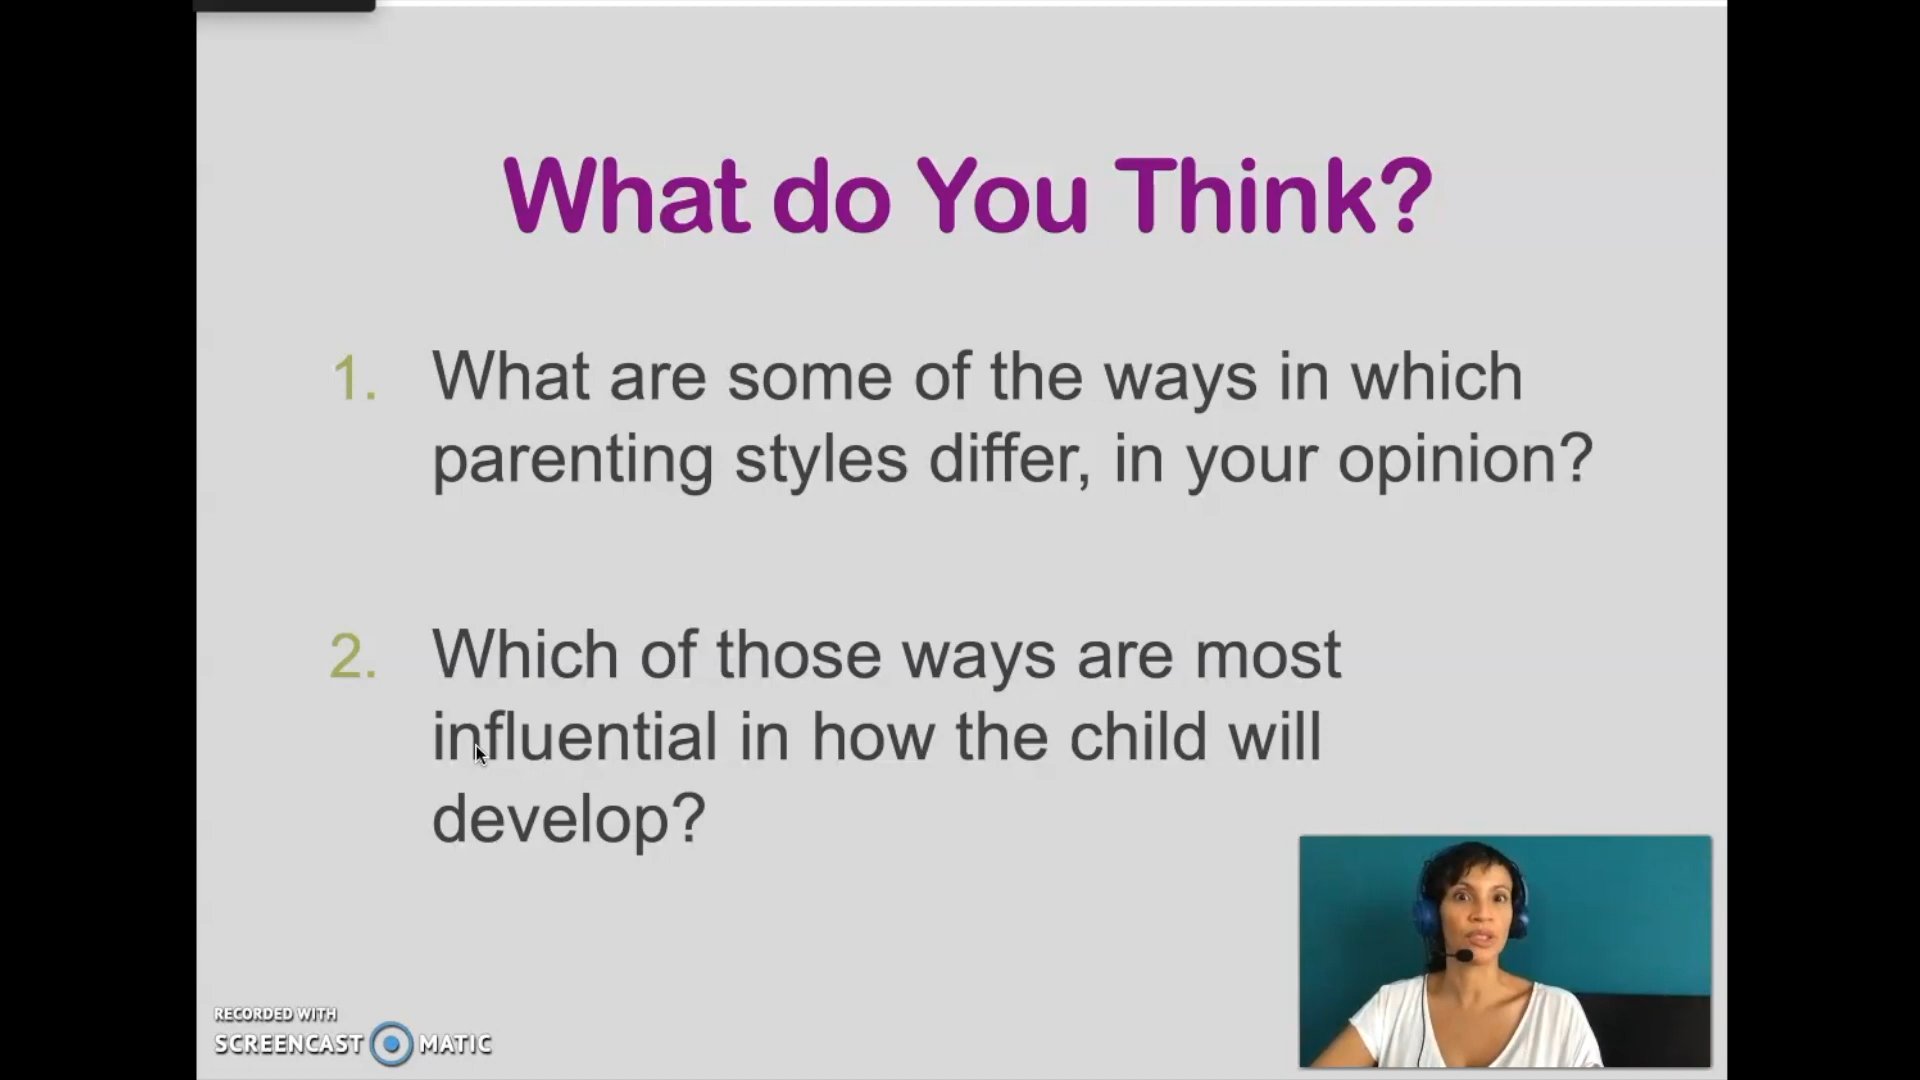 What do You Think?
1. What are some of the ways in which
parenting styles differ, in your opinion?
2. Which of those ways are most
influential in how the child will
develop?
RECORDED WITH
SCREENCAST MATIC